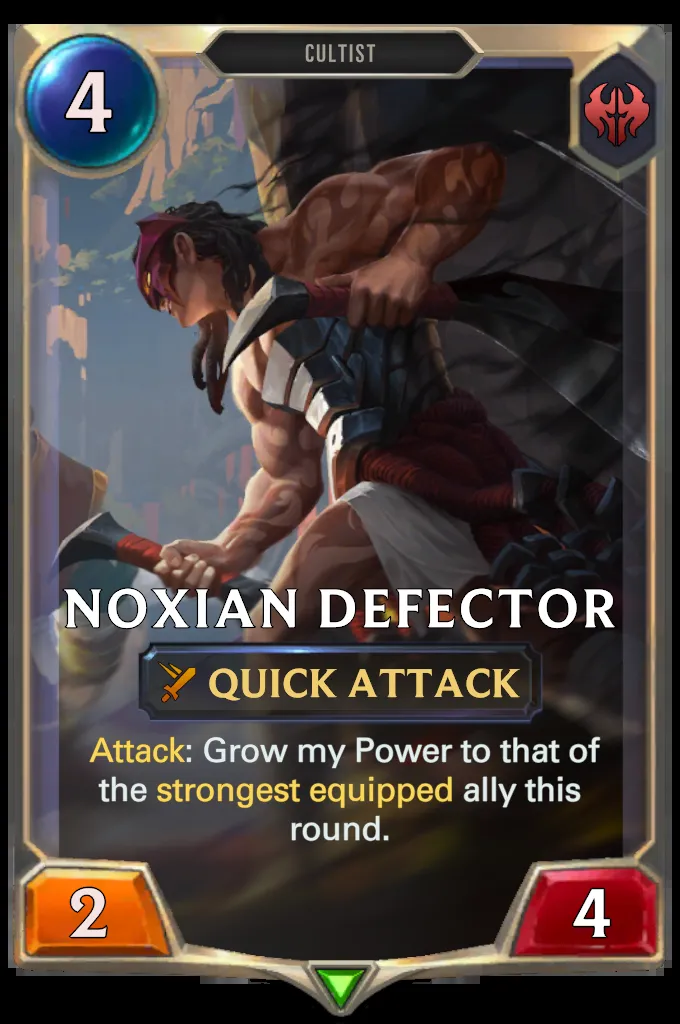 CULTIST
4
NOXIAN DEFECTOR
QUICK ATTACK
Attack: Grow my Power to that of
the strongest equipped ally this
round.
2
4